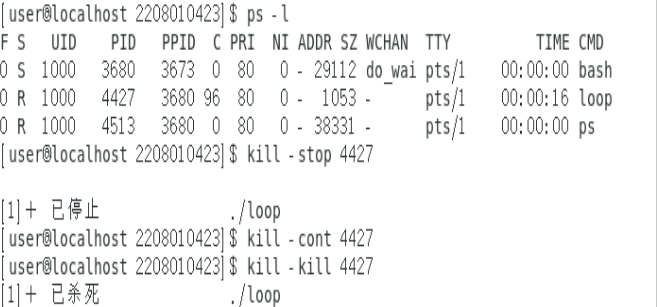 [user@localhost 2208010423]$ ps -l
F S UID PID PPID C PRI NI ADDR SZ WCHAN TTY TIME CMD
0 S 1000 3680 3673 0 80 0 - 29112 do_wai pts/1 00:00:00 bash
0 R 1000 4427 3680 96 80 0 - 1053 - pts/1 00:00:16 loop
0 R 1000 4513 3680 0 80 0 - 38331 - pts/1 00:00:00 ps
[user@localhost 2208010423]$ kill -stop 4427
[1]+ 已停止 ./loop
[user@localhost 2208010423]$ kill -cont 4427
[user@localhost 2208010423]$ kill -kill 4427
[1]+ 已杀死 ./loop